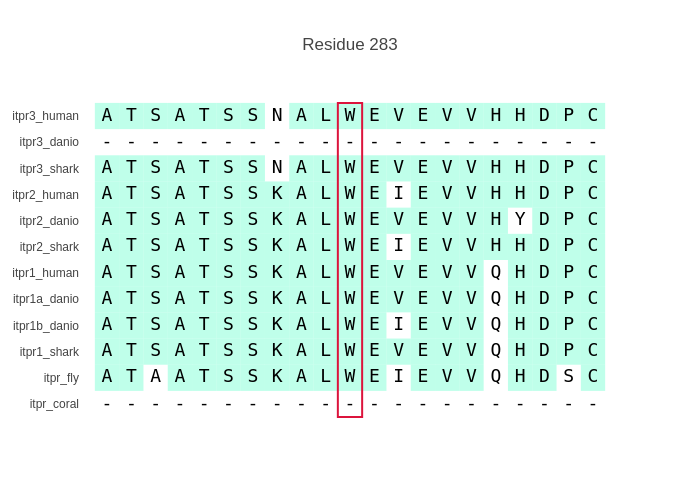 Residue 283
itpr3_human A T S A T S S N A L W E V E V V H H D P C
itpr3_danio - - - - - - - - - - - - - - - - - - - - -
itpr3_shark A T S A T S S N A L W E V E V V H H D P C
itpr2_human A T S A T S S K A L W E I E V V H H D P C
itpr2_danio A T S A T S S K A L W E V E V V H Y D P C
itpr2_shark A T S A T S S K A L W E I E V V H H D P C
itpr1_human A T S A T S S K A L W E V E V V Q H D P C
itpr1a_danio A T S A T S S K A L W E V E V V Q H D P C
itpr1b_danio A T S A T S S K A L W E I E V V Q H D P C
itpr1_shark A T S A T S S K A L W E V E V V Q H D P C
itpr_fly A T A A T S S K A L W E I E V V Q H D S C
itpr_coral - - - - - - - - - - - - - - - - - - - - -